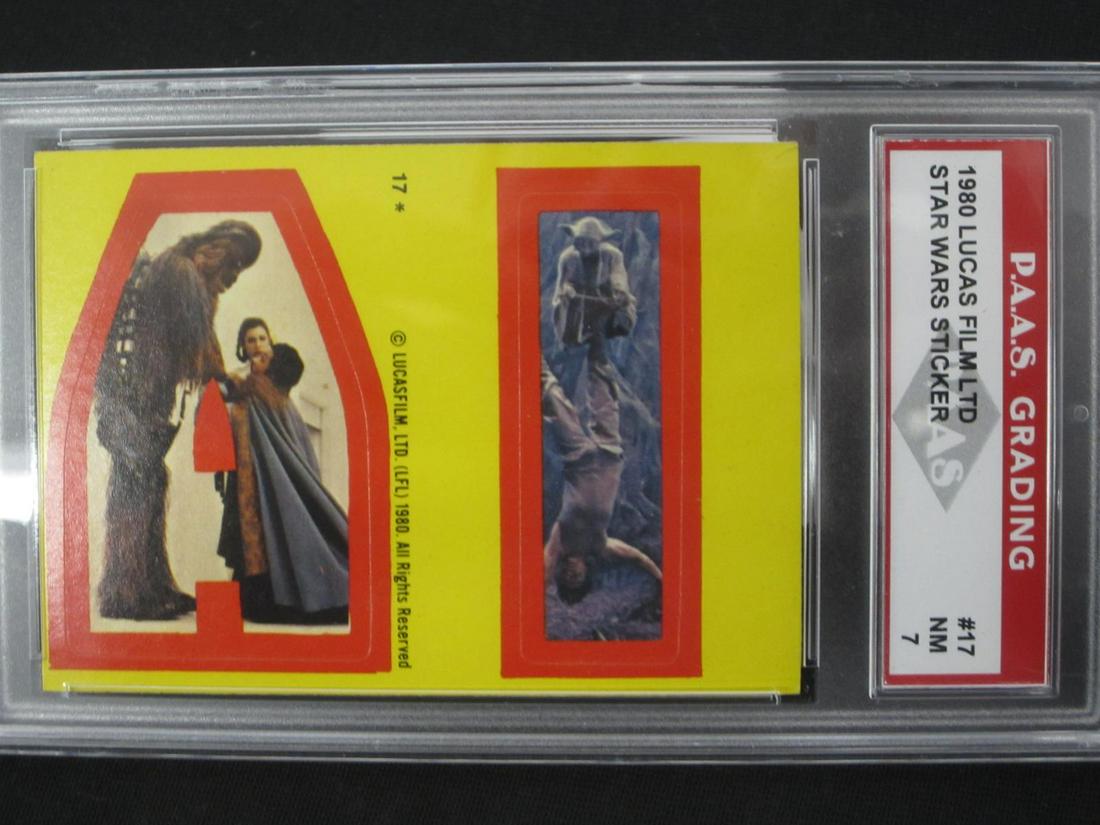 P.A.A.S. GRADING
1980 LUCAS FILM LTD #17
STAR WARS STICKER NM
7
AS
17 *
© LUCASFILM, LTD. (LFL) 1980. All Rights Reserved